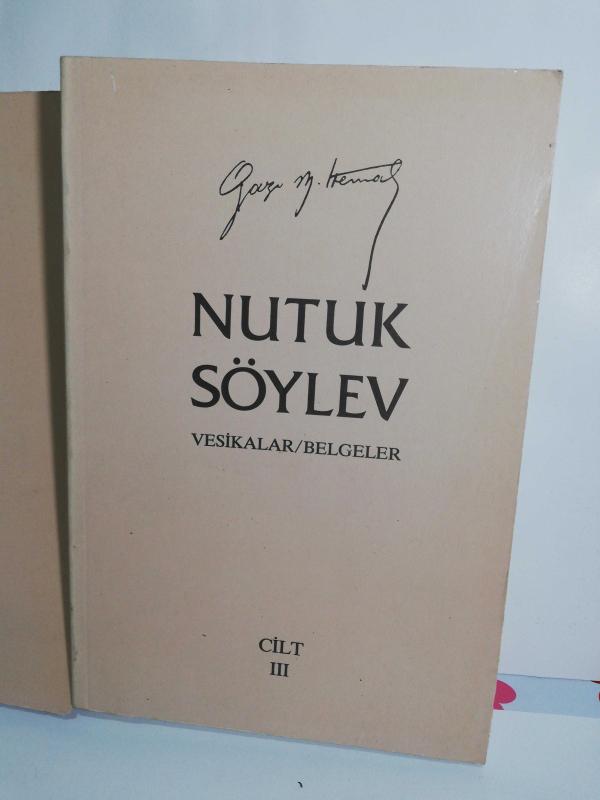 Gazi M. Kemal
NUTUK
SÖYLEV
VESİKALAR/BELGELER
CİLT
III